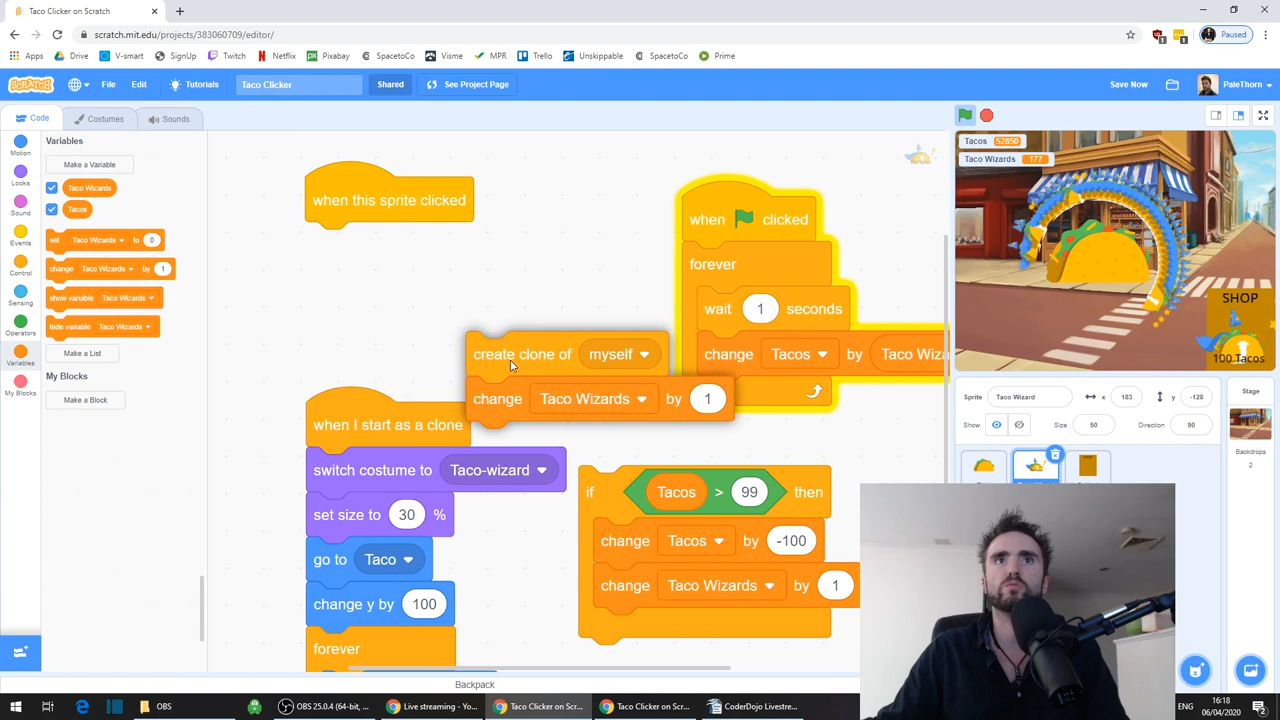 Taco Clicker on Scratch
scratch.mit.edu/projects/383060709/editor/
Paused
Apps Drive V-smart SignUp Twitch Netflix Pixabay SpacetoCo Visme MPR Trello Unskippable SpacetoCo Prime
SCRATCH File Edit Tutorials Taco Clicker Shared See Project Page Save Now PaleThorn
Code Costumes Sounds
Variables
Make a Variable
Taco Wizards
Tacos
set Taco Wizards to 0
change Taco Wizards by 1
show variable Taco Wizards
hide variable Taco Wizards
Make a List
My Blocks
Make a Block
Motion
Looks
Sound
Events
Control
Sensing
Operators
Variables
My Blocks
when this sprite clicked
create clone of myself
change Taco Wizards by 1
when I start as a clone
switch costume to Taco-wizard
set size to 30 %
go to Taco
change y by 100
forever
when clicked
forever
wait 1 seconds
change Tacos by Taco Wiza
if Tacos > 99 then
change Tacos by -100
change Taco Wizards by 1
Tacos 52850
Taco Wizards 177
SHOP
100 Tacos
Sprite Taco Wizard x 183 y -120
Show Size 50 Direction 90
Stage
Backdrops
2
Backpack
OBS
OBS 25.0.4 (64-bit, ...
Live streaming - Yo...
Taco Clicker on Scr...
Taco Clicker on Scr...
CoderDojo Livestre...
ENG
16:18
06/04/2020
2